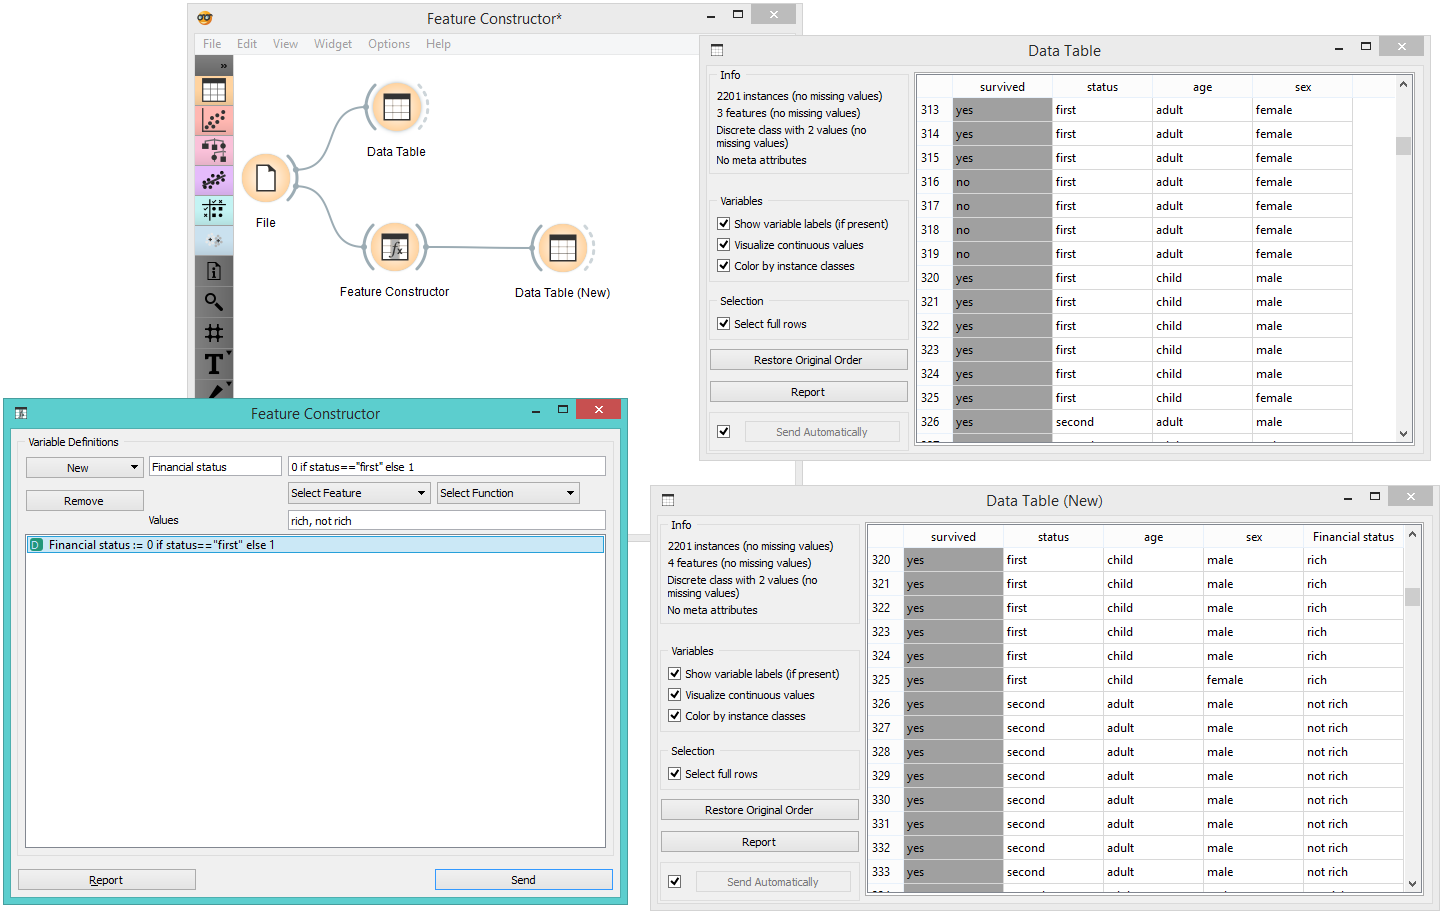 Feature Constructor*
File Edit View Widget Options Help
»
Data Table
File
Feature Constructor
Data Table (New)
Data Table
Info
2201 instances (no missing values)
3 features (no missing values)
Discrete class with 2 values (no
missing values)
No meta attributes
Variables
Show variable labels (if present)
Visualize continuous values
Color by instance classes
Selection
Select full rows
Restore Original Order
Report
Send Automatically
survived status age sex
313 yes first adult female
314 yes first adult female
315 yes first adult female
316 no first adult female
317 no first adult female
318 no first adult female
319 no first adult female
320 yes first child male
321 yes first child male
322 yes first child male
323 yes first child male
324 yes first child male
325 yes first child female
326 yes second adult male
Feature Constructor
Variable Definitions
New Financial status 0 if status=="first" else 1
Remove Select Feature Select Function
Values rich, not rich
D Financial status := 0 if status=="first" else 1
Report Send
Data Table (New)
Info
2201 instances (no missing values)
4 features (no missing values)
Discrete class with 2 values (no
missing values)
No meta attributes
Variables
Show variable labels (if present)
Visualize continuous values
Color by instance classes
Selection
Select full rows
Restore Original Order
Report
Send Automatically
survived status age sex Financial status
320 yes first child male rich
321 yes first child male rich
322 yes first child male rich
323 yes first child male rich
324 yes first child male rich
325 yes first child female rich
326 yes second adult male not rich
327 yes second adult male not rich
328 yes second adult male not rich
329 yes second adult male not rich
330 yes second adult male not rich
331 yes second adult male not rich
332 yes second adult male not rich
333 yes second adult male not rich